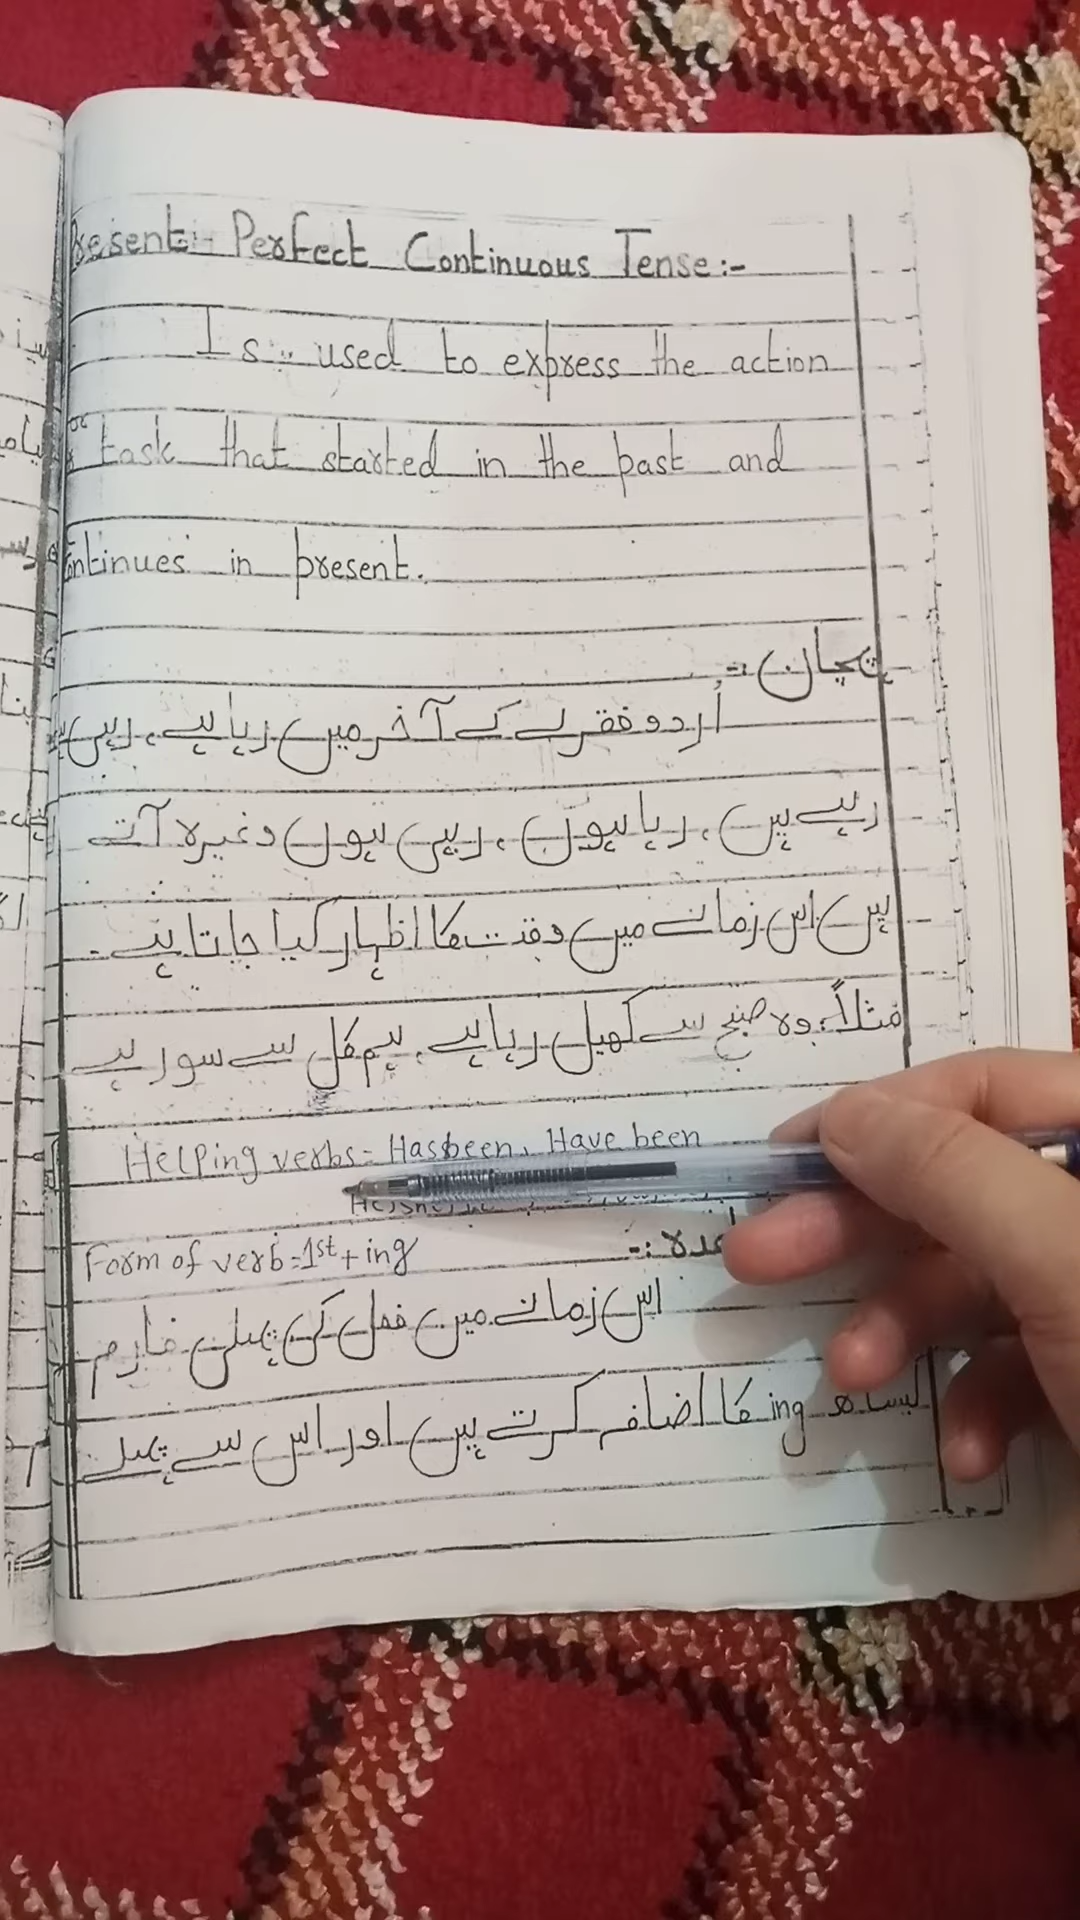 Present:- Perfect Continuous Tense:-
Is used to express the action
or task that started in the past and
continues in present.
پہچان :-
اُردو فقرے کے آخر میں رہا ہے، رہی
رہے ہیں، رہا ہوں، رہی ہوں وغیرہ آتے
ہیں اس زمانے میں وقت کا اظہار کیا جاتا ہے۔
مثلاً: وہ صبح سے کھیل رہا ہے، ہم کل سے سو رہے
Helping verbs= Has been, Have been
Form of verb=1st+ing
اس زمانے میں فعل کی پہلی فارم
کیساتھ ing کا اضافہ کرتے ہیں اور اس سے پہلے